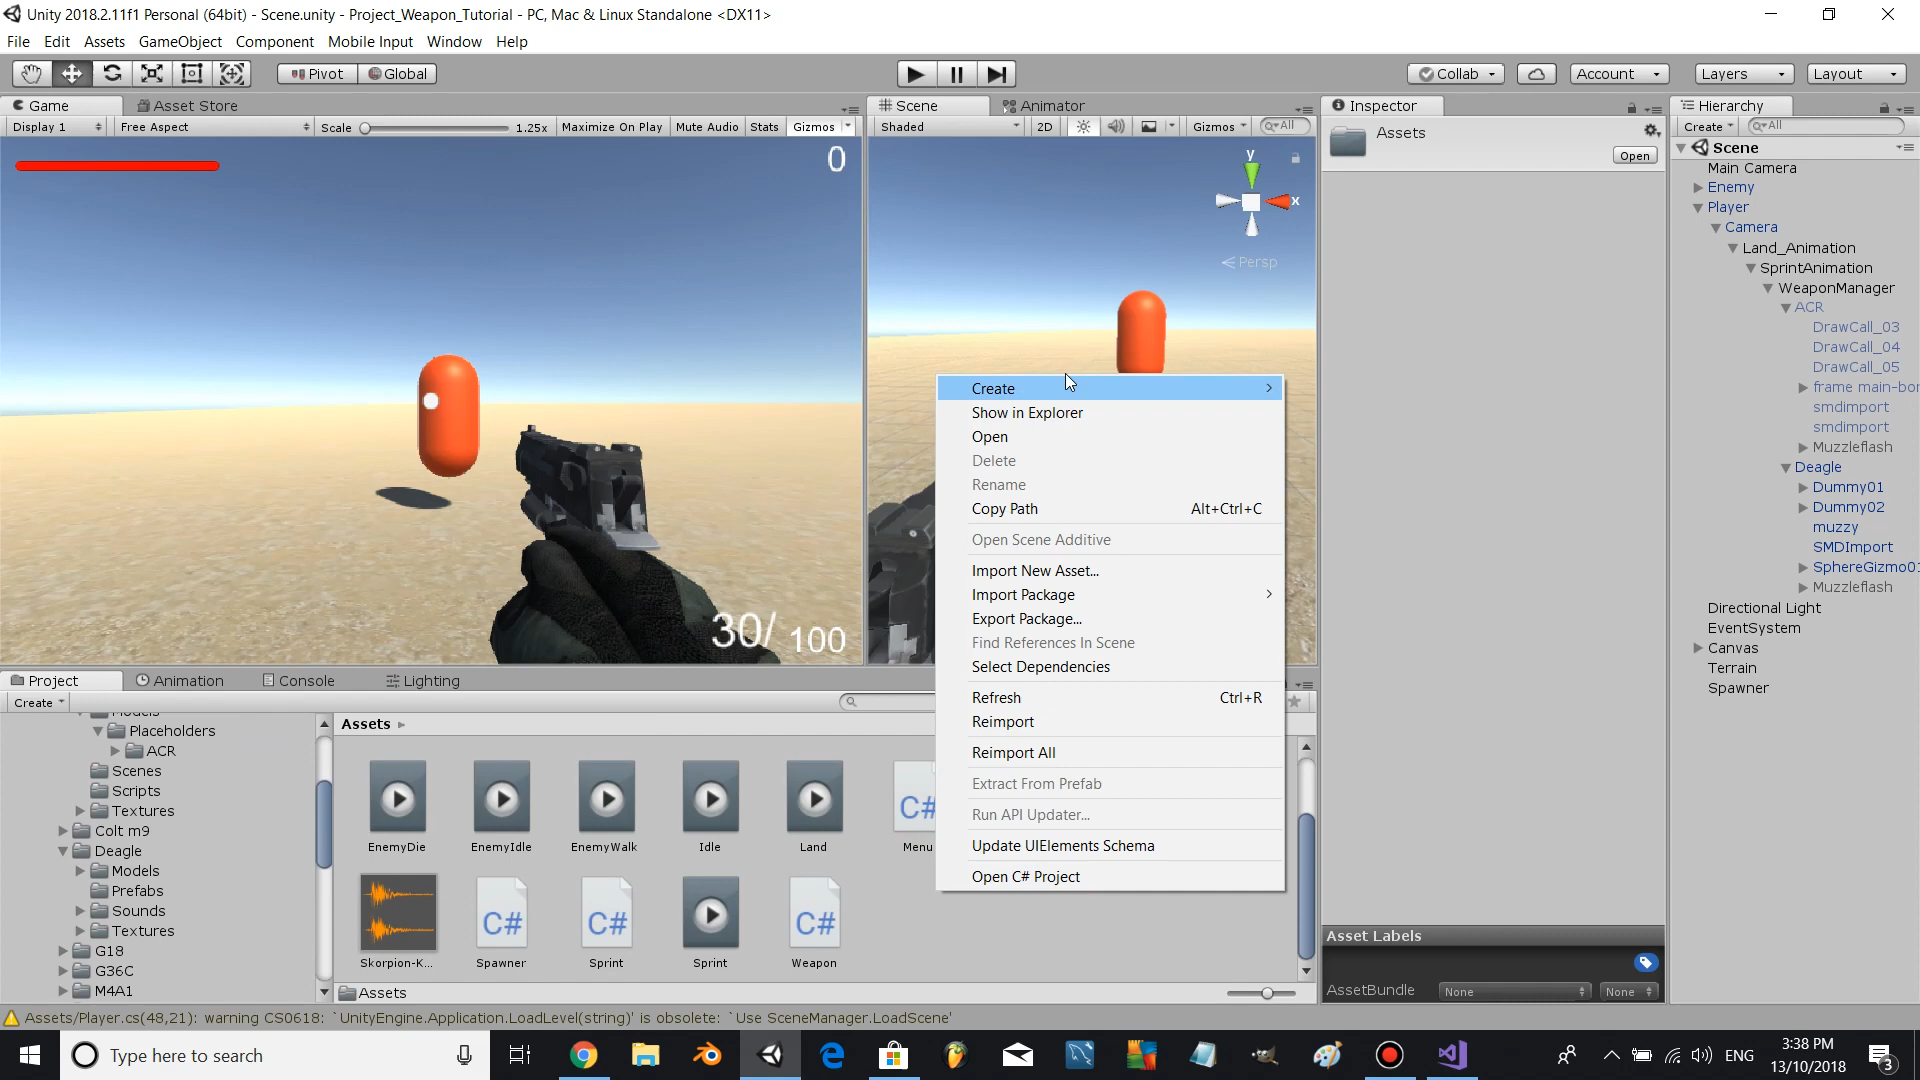 Unity 2018.2.11f1 Personal (64bit) - Scene.unity - Project_Weapon_Tutorial - PC, Mac & Linux Standalone <DX11>
File Edit Assets GameObject Component Mobile Input Window Help
Pivot Global Collab Account Layers Layout
Game Asset Store Scene Animator Inspector Hierarchy
Display 1 Free Aspect Scale 1.25x Maximize On Play Mute Audio Stats Gizmos
Shaded 2D Gizmos All
Assets
Open
Create All
Scene
Main Camera
Enemy
Player
Camera
Land_Animation
SprintAnimation
WeaponManager
ACR
DrawCall_03
DrawCall_04
DrawCall_05
frame main-bor
smdimport
smdimport
Muzzleflash
Deagle
Dummy01
Dummy02
muzzy
SMDImport
SphereGizmo01
Muzzleflash
Directional Light
EventSystem
Canvas
Terrain
Spawner
0
30/ 100
y
x
Persp
Create
Show in Explorer
Open
Delete
Rename
Copy Path Alt+Ctrl+C
Open Scene Additive
Import New Asset...
Import Package
Export Package...
Find References In Scene
Select Dependencies
Refresh Ctrl+R
Reimport
Reimport All
Extract From Prefab
Run API Updater...
Update UIElements Schema
Open C# Project
Project Animation Console Lighting
Create
Models
Placeholders
ACR
Scenes
Scripts
Textures
Colt m9
Deagle
Models
Prefabs
Sounds
Textures
G18
G36C
M4A1
Assets
C#
EnemyDie EnemyIdle EnemyWalk Idle Land Menu
C# C# C#
Skorpion-K... Spawner Sprint Sprint Weapon
Assets
Asset Labels
AssetBundle None None
Assets/Player.cs(48,21): warning CS0618: `UnityEngine.Application.LoadLevel(string)' is obsolete: `Use SceneManager.LoadScene'
Type here to search
ENG
3:38 PM
13/10/2018
3